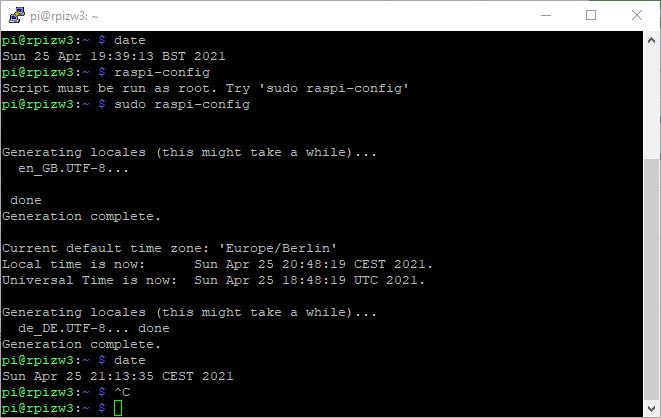 pi@rpizw3: ~
pi@rpizw3:~ $ date
Sun 25 Apr 19:39:13 BST 2021
pi@rpizw3:~ $ raspi-config
Script must be run as root. Try 'sudo raspi-config'
pi@rpizw3:~ $ sudo raspi-config
Generating locales (this might take a while)...
  en_GB.UTF-8...
 done
Generation complete.
Current default time zone: 'Europe/Berlin'
Local time is now:      Sun Apr 25 20:48:19 CEST 2021.
Universal Time is now:  Sun Apr 25 18:48:19 UTC 2021.
Generating locales (this might take a while)...
  de_DE.UTF-8... done
Generation complete.
pi@rpizw3:~ $ date
Sun Apr 25 21:13:35 CEST 2021
pi@rpizw3:~ $ ^C
pi@rpizw3:~ $